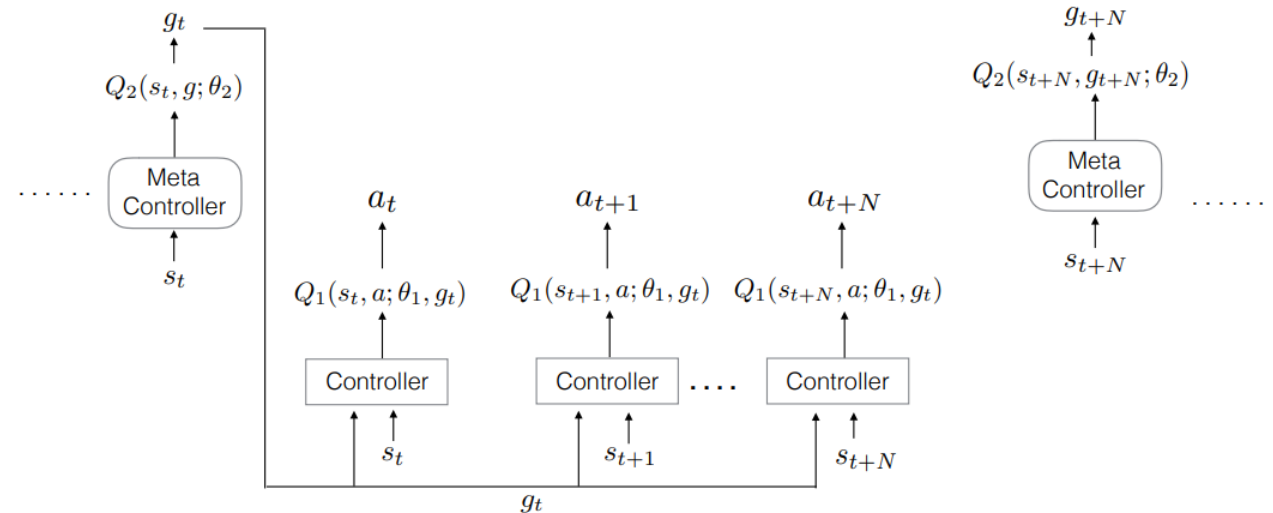 g_t
g_{t+N}
Q_2(s_t, g; θ_2)
Q_2(s_{t+N}, g_{t+N}; θ_2)
Meta
Controller
Meta
Controller
. . . . . .
. . . . . .
s_t
s_{t+N}
a_t
a_{t+1}
a_{t+N}
Q_1(s_t, a; θ_1, g_t)
Q_1(s_{t+1}, a; θ_1, g_t)
Q_1(s_{t+N}, a; θ_1, g_t)
Controller
Controller
. . . .
Controller
s_t
s_{t+1}
s_{t+N}
g_t